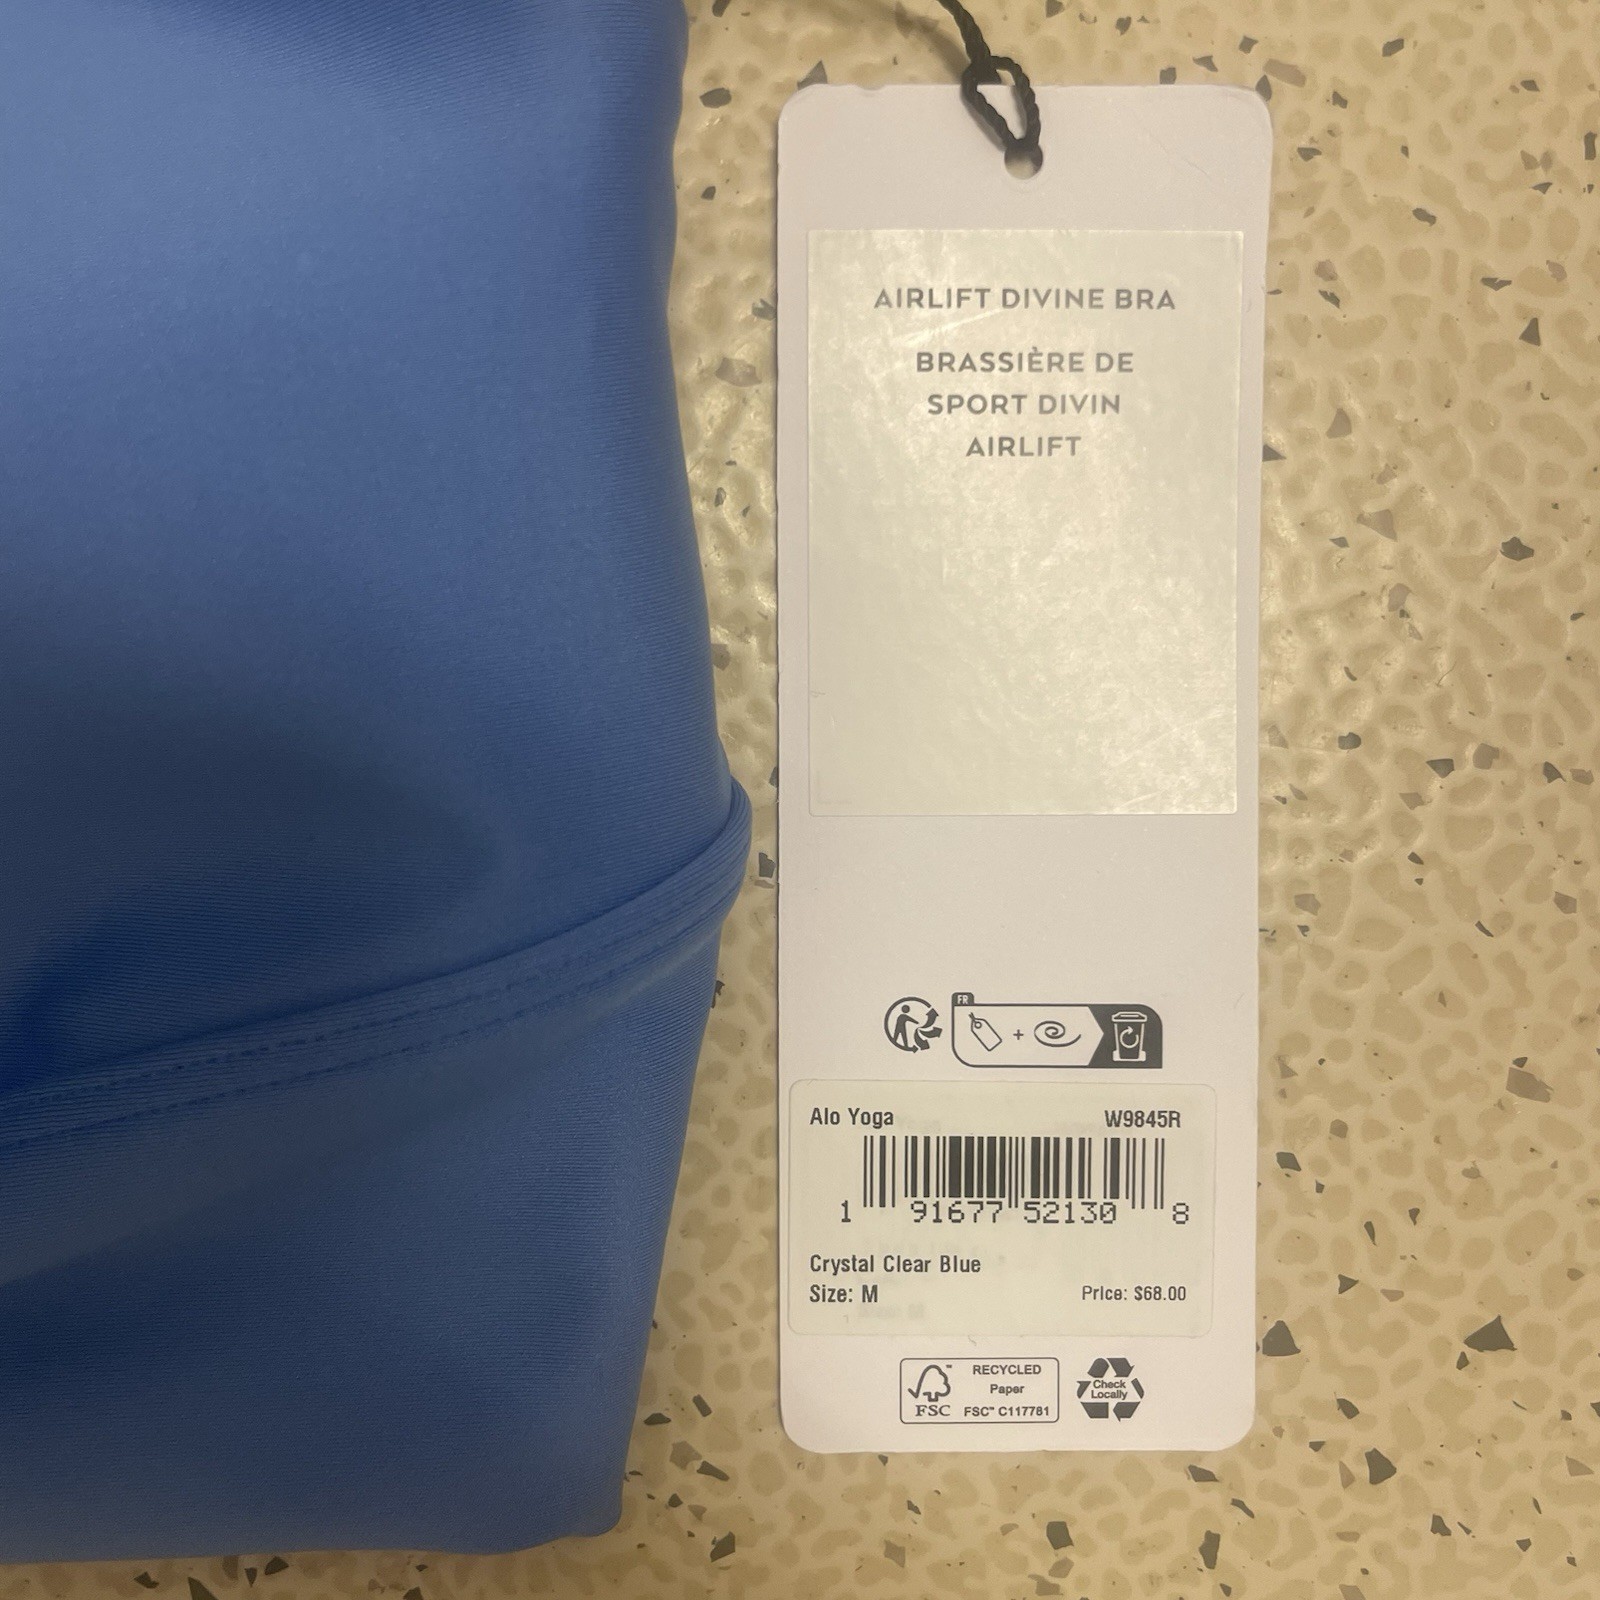 AIRLIFT DIVINE BRA
BRASSIÈRE DE
SPORT DIVIN
AIRLIFT
FR
Alo Yoga W9845R
1 91677 52130 8
Crystal Clear Blue
Size: M Price: $68.00
FSC
RECYCLED
Paper
FSC™ C117781
Check
Locally